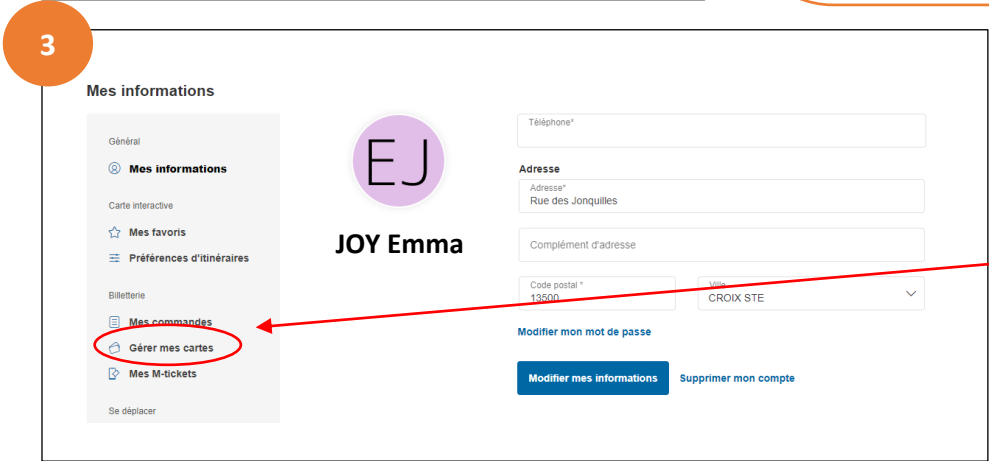 3
Mes informations
Général
Mes informations
Carte interactive
Mes favoris
Préférences d'itinéraires
Billetterie
Mes commandes
Gérer mes cartes
Mes M-tickets
Se déplacer
EJ
JOY Emma
Téléphone*
Adresse
Adresse*
Rue des Jonquilles
Complément d'adresse
Code postal *
13500
Ville
CROIX STE
Modifier mon mot de passe
Modifier mes informations
Supprimer mon compte